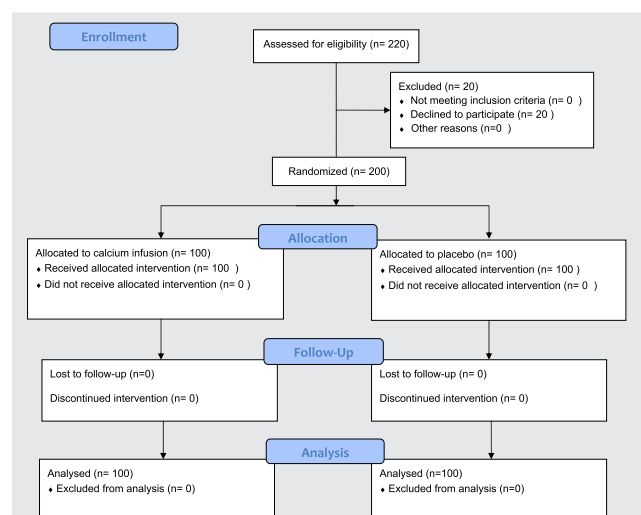 Enrollment
Assessed for eligibility (n= 220)
Excluded (n= 20)
♦ Not meeting inclusion criteria (n= 0 )
♦ Declined to participate (n= 20 )
♦ Other reasons (n=0 )
Randomized (n= 200)
Allocation
Allocated to calcium infusion (n= 100)
♦ Received allocated intervention (n= 100 )
♦ Did not receive allocated intervention (n= 0 )
Allocated to placebo (n= 100)
♦ Received allocated intervention (n= 100 )
♦ Did not receive allocated intervention (n= 0 )
Follow-Up
Lost to follow-up (n=0)
Discontinued intervention (n= 0)
Lost to follow-up (n= 0)
Discontinued intervention (n= 0)
Analysis
Analysed (n= 100)
♦ Excluded from analysis (n= 0)
Analysed (n=100)
♦ Excluded from analysis (n=0)